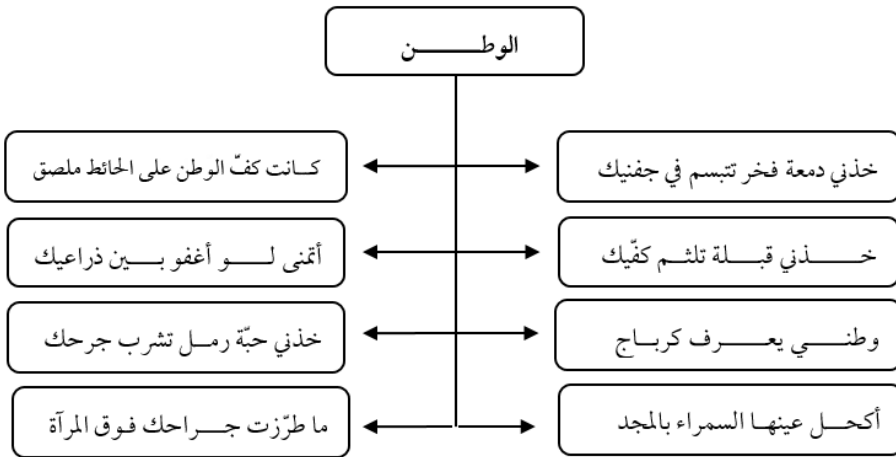 الوطن
خذني دمعة فخر تتبسم في جفنيك
كانت كفّ الوطن على الحائط ملصق
خذني قبلة تلثم كفّيك
أتمنى لو أغفو بين ذراعيك
وطني يعرف كرباج
خذني حبّة رمل تشرب جرحك
أكحل عينها السمراء بالمجد
ما طرّزت جراحك فوق المرآة